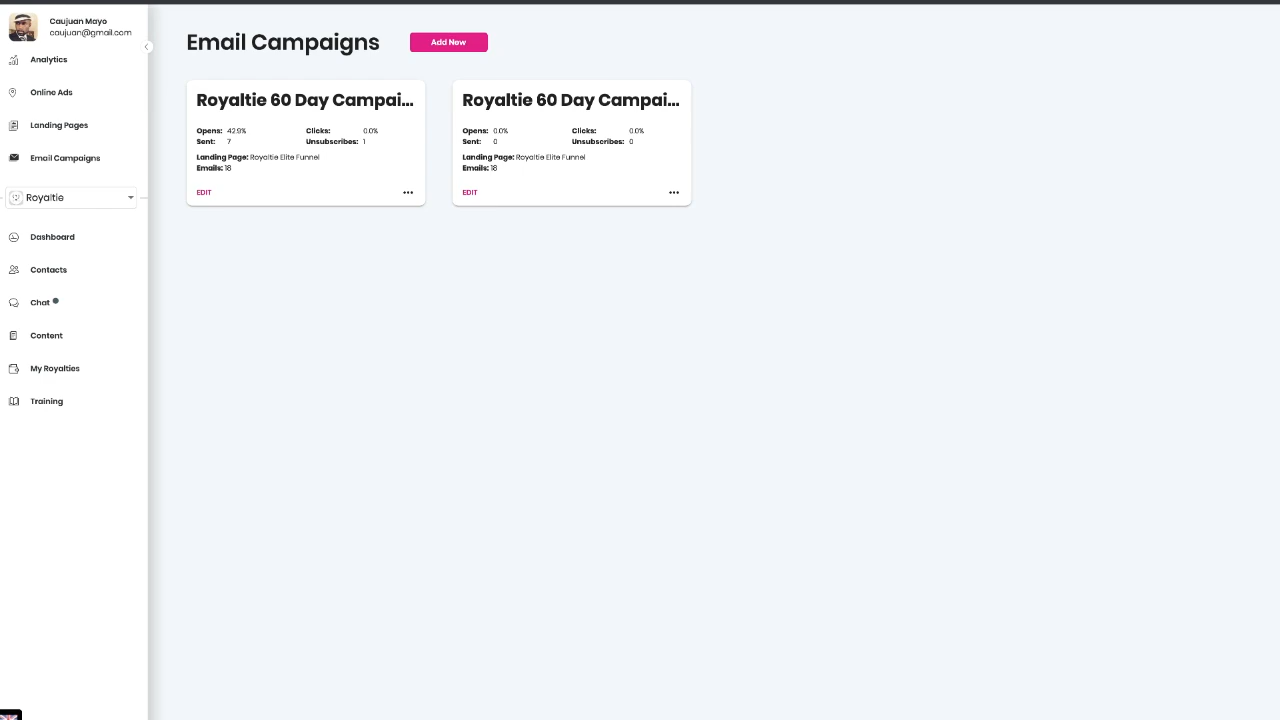 Caujuan Mayo
caujuan@gmail.com
Analytics
Online Ads
Landing Pages
Email Campaigns
Royaltie
Dashboard
Contacts
Chat
Content
My Royalties
Training
Email Campaigns
Add New
Royaltie 60 Day Campai...
Opens: 42.9% Clicks: 0.0%
Sent: 7 Unsubscribes: 1
Landing Page: Royaltie Elite Funnel
Emails: 18
EDIT
Royaltie 60 Day Campai...
Opens: 0.0% Clicks: 0.0%
Sent: 0 Unsubscribes: 0
Landing Page: Royaltie Elite Funnel
Emails: 18
EDIT